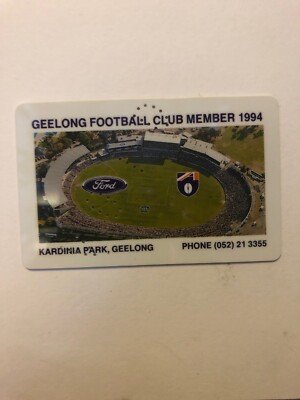 GEELONG FOOTBALL CLUB MEMBER 1994
Ford
KARDINIA PARK, GEELONG
PHONE (052) 21 3355